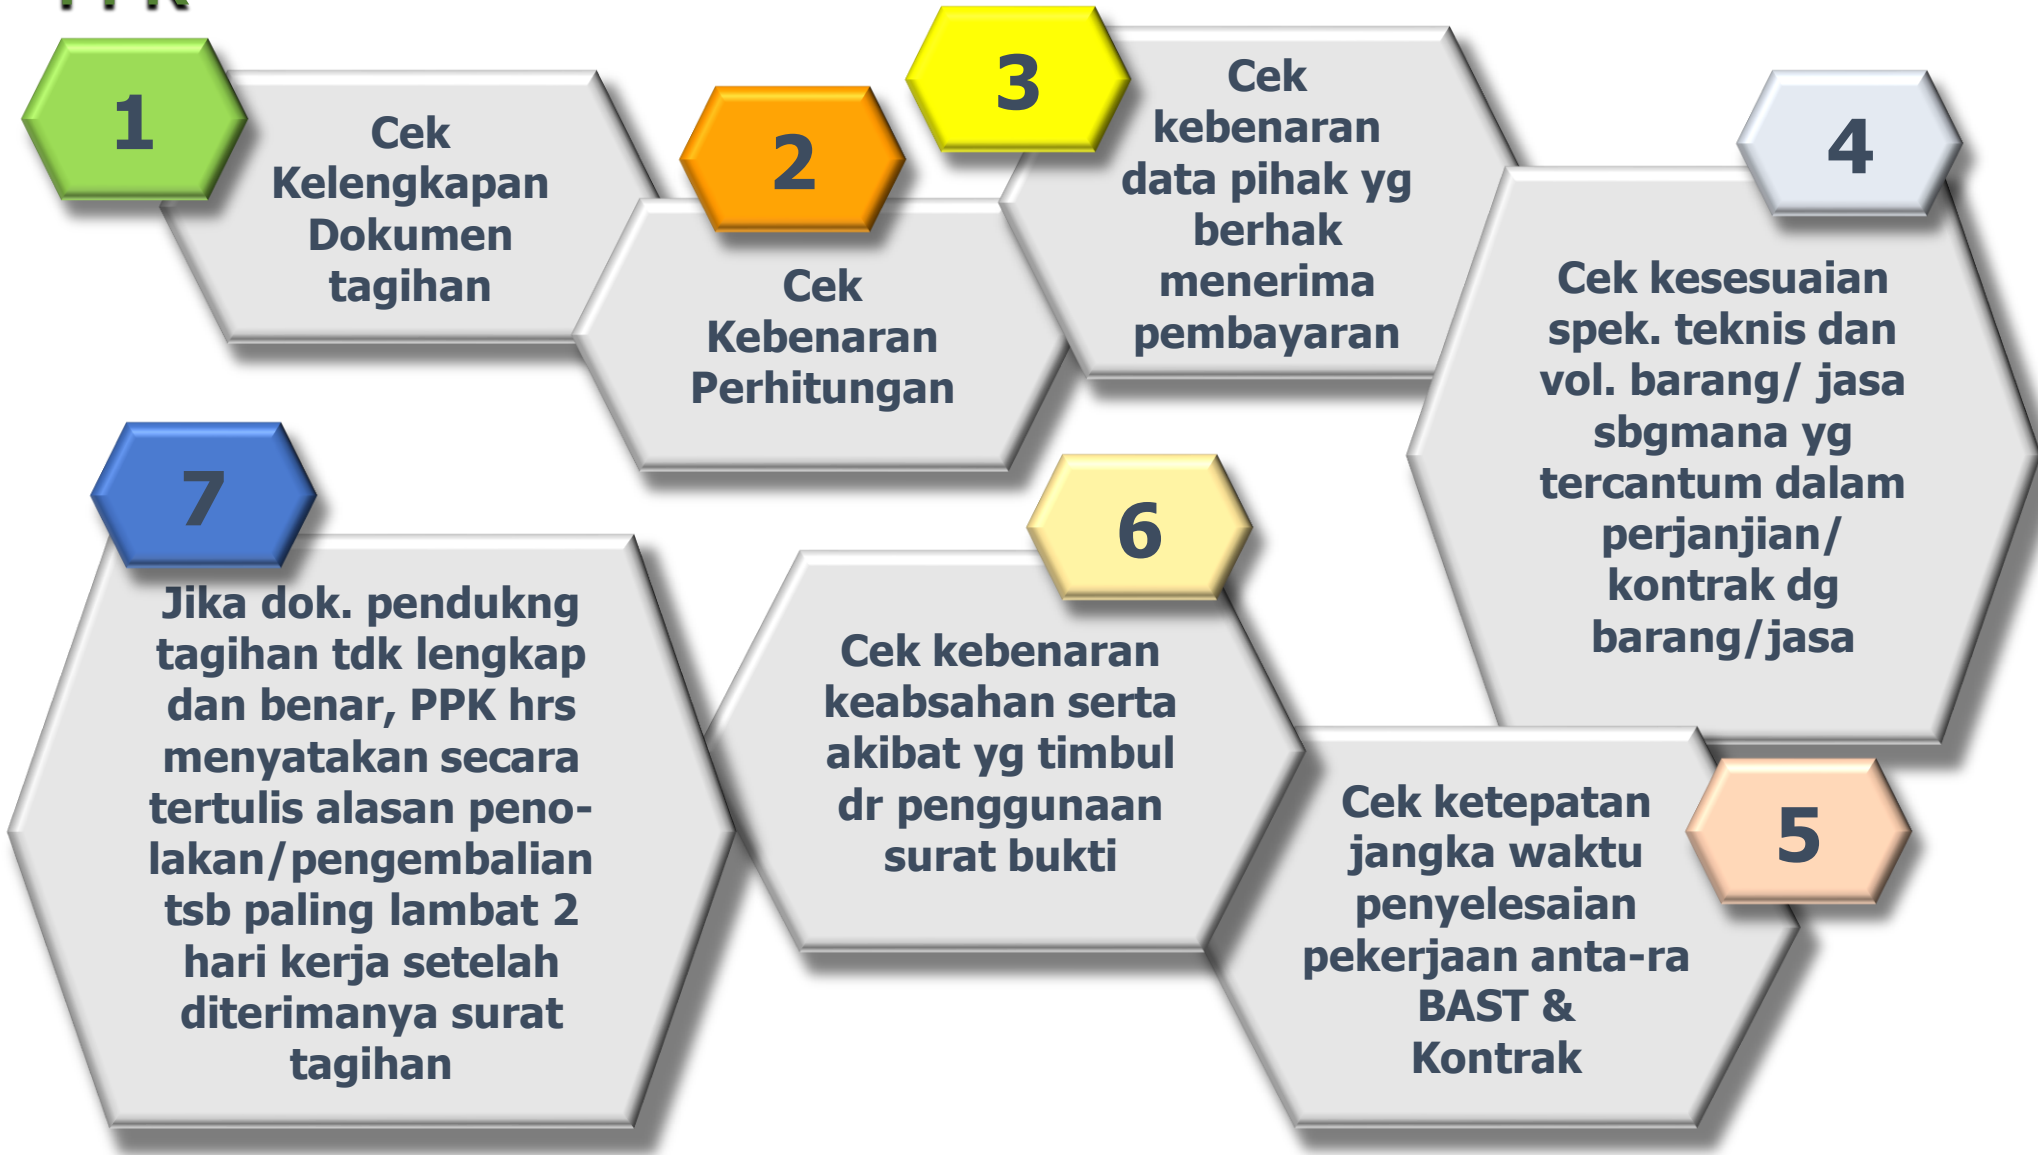 PPK
1
Cek
Kelengkapan
Dokumen
tagihan
2
Cek
Kebenaran
Perhitungan
3
Cek
kebenaran
data pihak yg
berhak
menerima
pembayaran
4
Cek kesesuaian
spek. teknis dan
vol. barang/ jasa
sbgmana yg
tercantum dalam
perjanjian/
kontrak dg
barang/jasa
5
Cek ketepatan
jangka waktu
penyelesaian
pekerjaan anta-ra
BAST &
Kontrak
6
Cek kebenaran
keabsahan serta
akibat yg timbul
dr penggunaan
surat bukti
7
Jika dok. pendukng
tagihan tdk lengkap
dan benar, PPK hrs
menyatakan secara
tertulis alasan peno-
lakan/pengembalian
tsb paling lambat 2
hari kerja setelah
diterimanya surat
tagihan